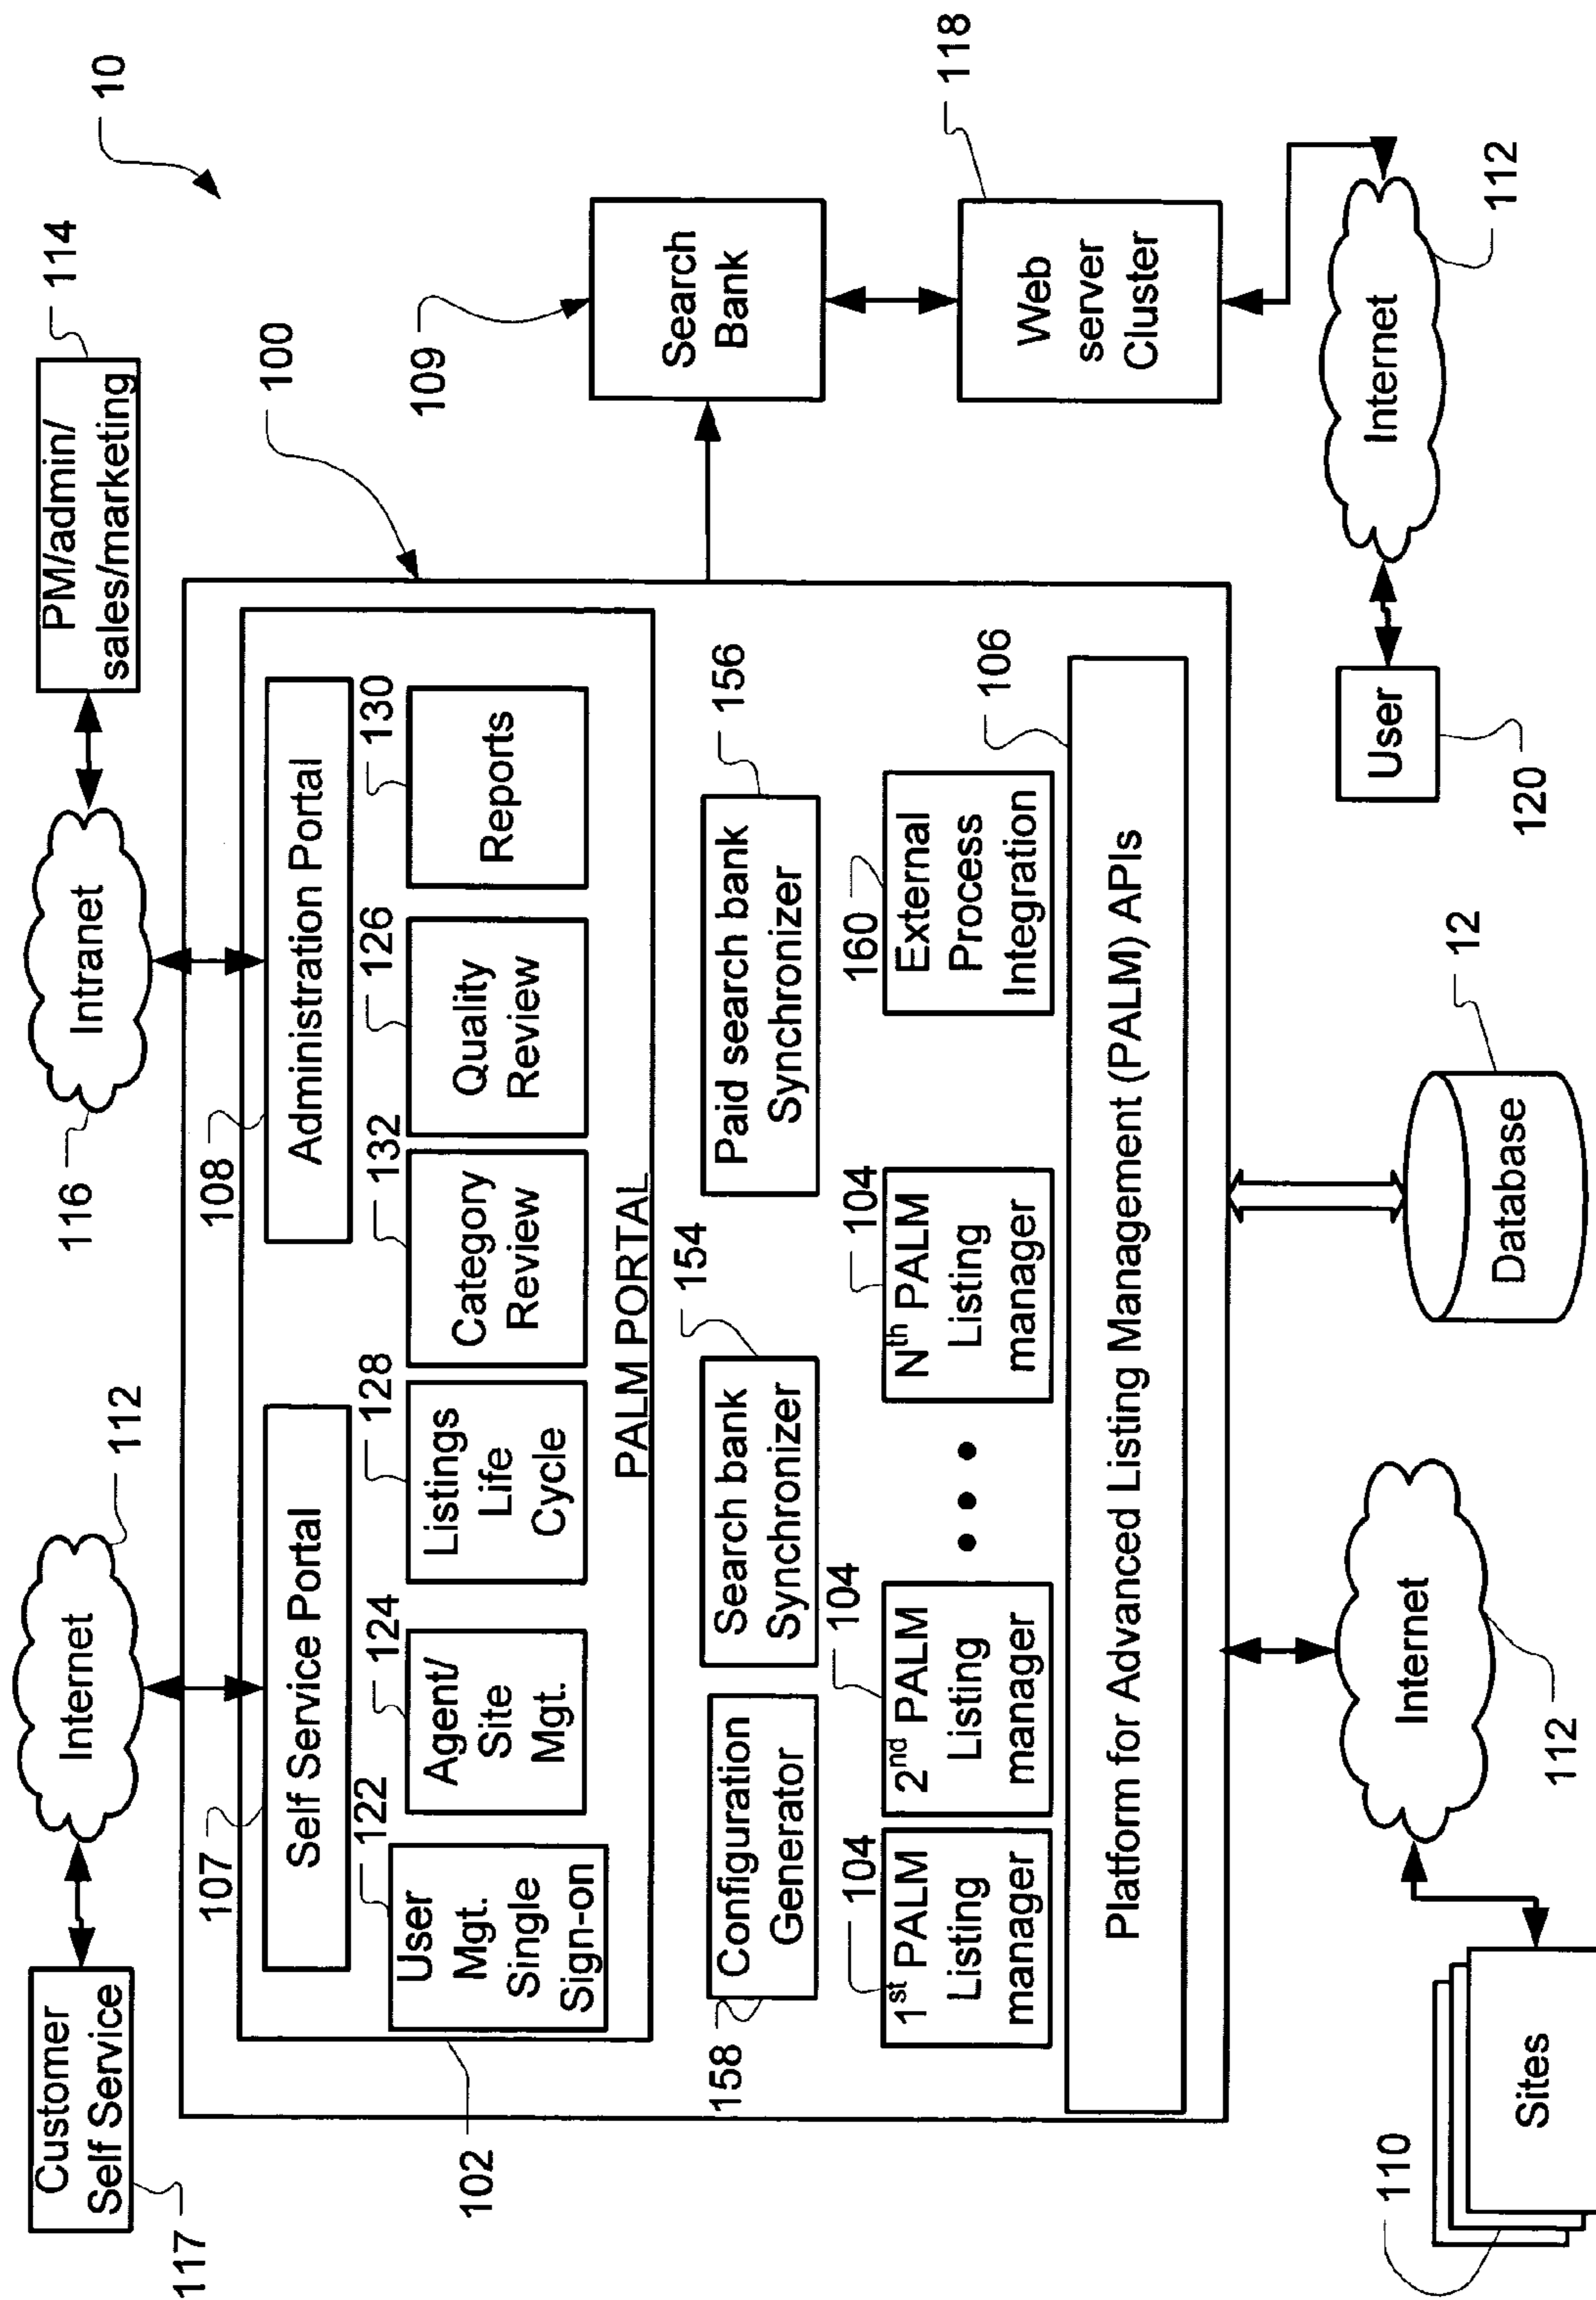 10
Customer
Self Service
117
Internet
112
Intranet
116
PM/admin/
sales/marketing
114
100
102
107
Self Service Portal
108
Administration Portal
122
User
Mgt.
Single
Sign-on
124
Agent/
Site
Mgt.
128
Listings
Life
Cycle
132
Category
Review
126
Quality
Review
130
Reports
PALM PORTAL
158
Configuration
Generator
154
Search bank
Synchronizer
156
Paid search bank
Synchronizer
104
1st PALM
Listing
manager
104
2nd PALM
Listing
manager
104
Nth PALM
Listing
manager
160
External
Process
Integration
106
Platform for Advanced Listing Management (PALM) APIs
109
Search
Bank
118
Web
server
Cluster
Internet
112
User
120
110
Sites
Internet
112
Database
12